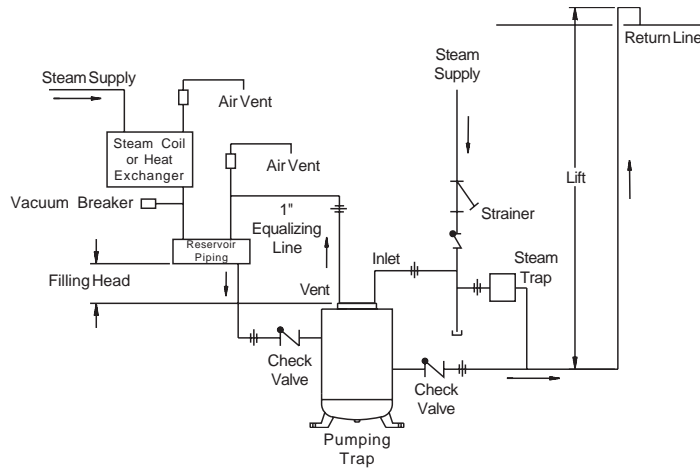 Return Line
Steam Supply
Air Vent
Steam
Supply
Steam Coil
or Heat
Exchanger
Air Vent
Lift
Vacuum Breaker
1"
Equalizing
Line
Strainer
Reservoir
Piping
Inlet
Steam
Trap
Filling Head
Vent
Check
Valve
Check
Valve
Pumping
Trap